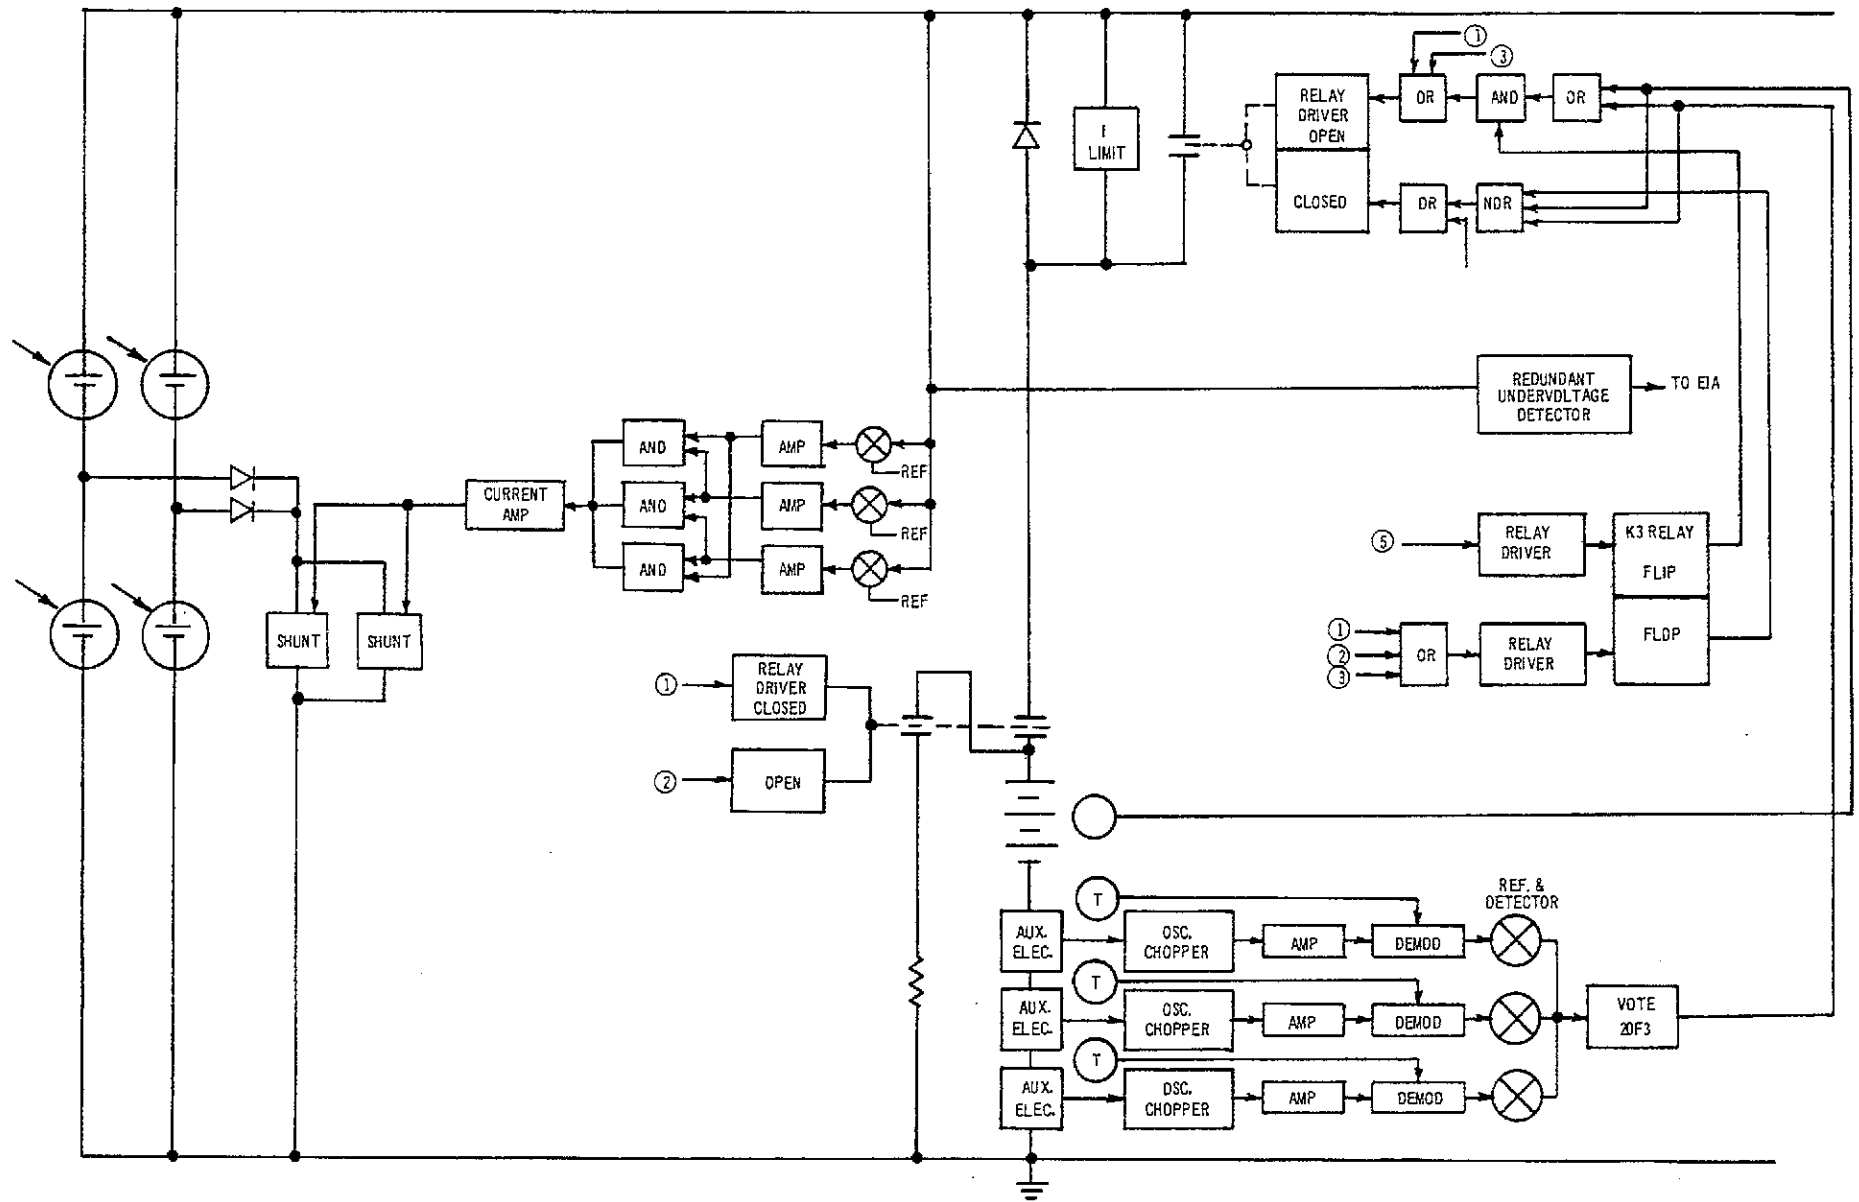 1
3
RELAY
DRIVER
OPEN
OR
AND
OR
I
LIMIT
CLOSED
OR
NOR
REDUNDANT
UNDERVOLTAGE
DETECTOR
TO EIA
AND
AMP
REF
CURRENT
AMP
AND
AMP
REF
AND
AMP
REF
5
RELAY
DRIVER
K3 RELAY
FLIP
SHUNT
SHUNT
1
2
3
OR
RELAY
DRIVER
FLOP
1
RELAY
DRIVER
CLOSED
2
OPEN
T
REF. &
DETECTOR
AUX.
ELEC.
OSC.
CHOPPER
AMP
DEMOD
T
AUX.
ELEC.
OSC.
CHOPPER
AMP
DEMOD
VOTE
2OF3
T
AUX.
ELEC.
OSC.
CHOPPER
AMP
DEMOD